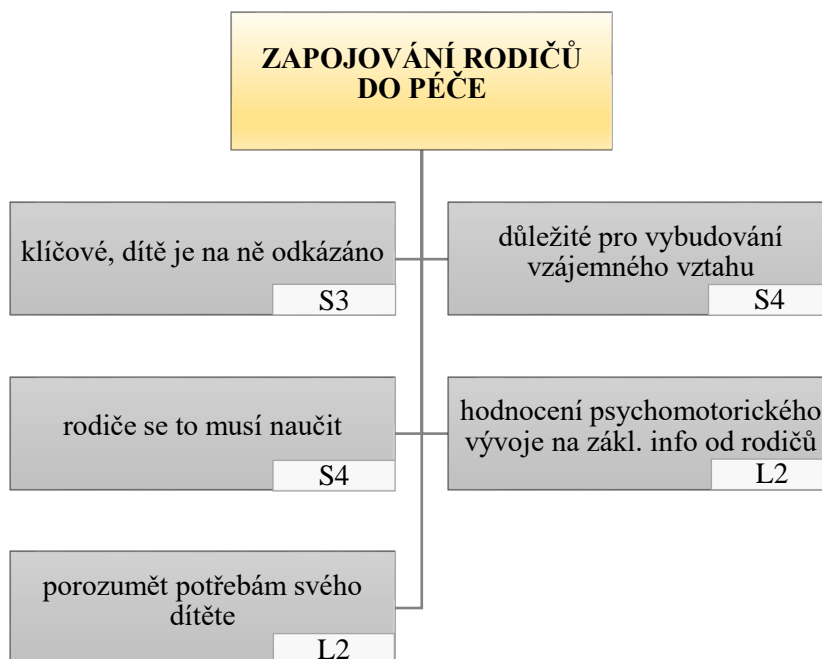 ZAPOJOVÁNÍ RODIČŮ
DO PÉČE
klíčové, dítě je na ně odkázáno
S3
důležité pro vybudování
vzájemného vztahu
S4
rodiče se to musí naučit
S4
hodnocení psychomotorického
vývoje na zákl. info od rodičů
L2
porozumět potřebám svého
dítěte
L2